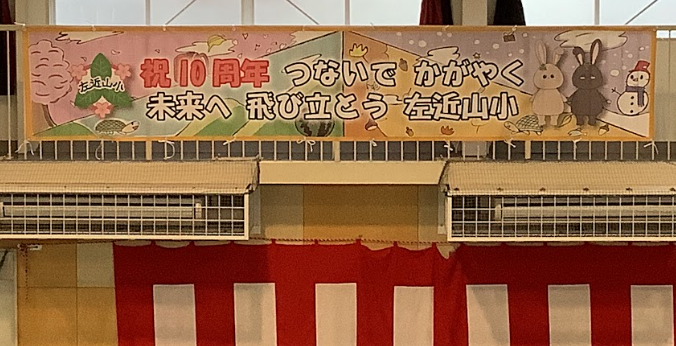 左近山小
祝10周年 つないで かがやく
未来へ 飛び立とう 左近山小